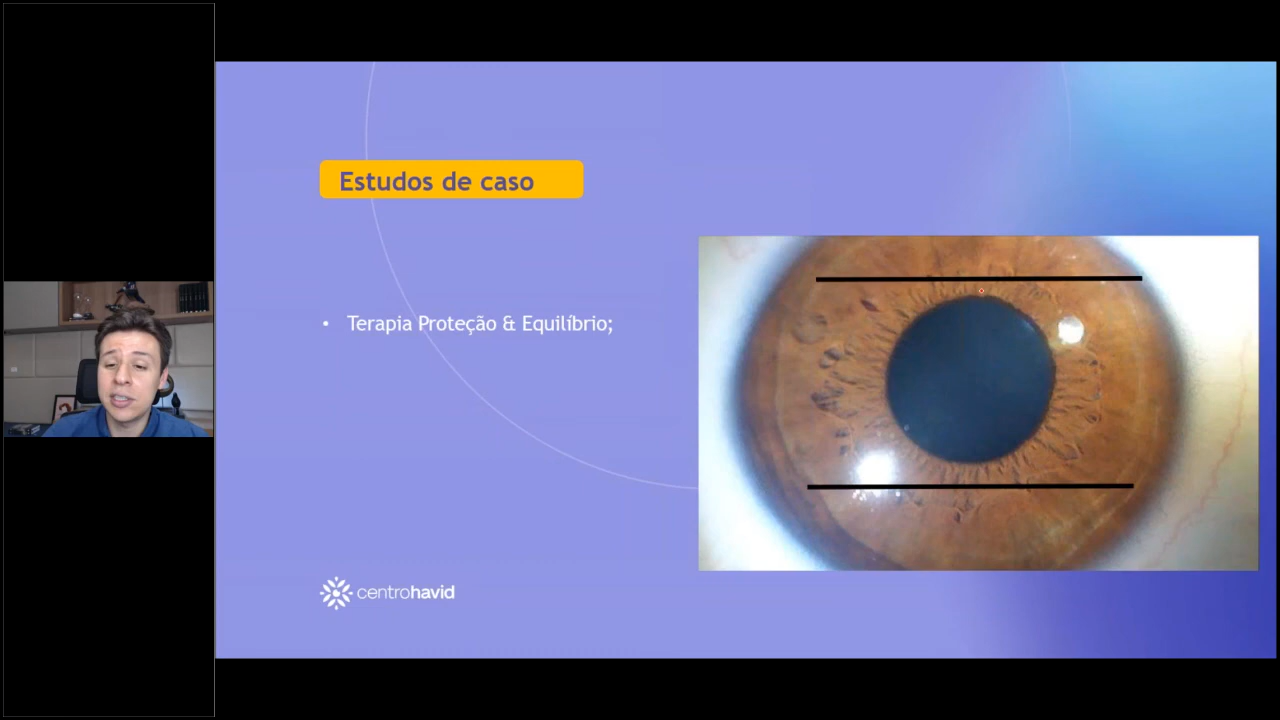 Estudos de caso
• Terapia Proteção & Equilíbrio;
centrohavid